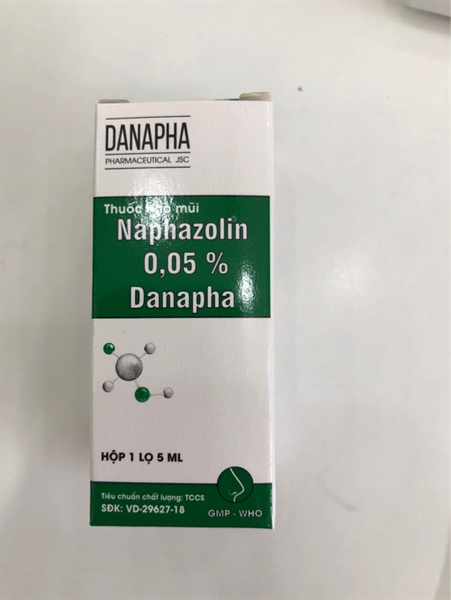 DANAPHA
PHARMACEUTICAL JSC
Thuốc nhỏ mũi
Naphazolin
0,05 %
Danapha
HỘP 1 LỌ 5 ML
Tiêu chuẩn chất lượng: TCCS
SĐK: VD-29627-18
GMP - WHO